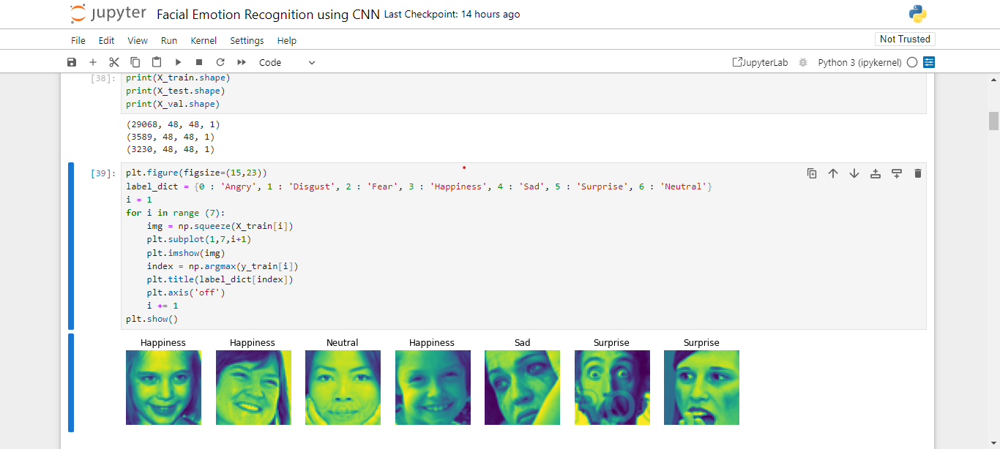 jupyter Facial Emotion Recognition using CNN Last Checkpoint: 14 hours ago
File Edit View Run Kernel Settings Help
Not Trusted
Code
JupyterLab
Python 3 (ipykernel)
[38]: print(X_train.shape)
print(X_test.shape)
print(X_val.shape)
(29068, 48, 48, 1)
(3589, 48, 48, 1)
(3230, 48, 48, 1)
[39]: plt.figure(figsize=(15,23))
label_dict = {0 : 'Angry', 1 : 'Disgust', 2 : 'Fear', 3 : 'Happiness', 4 : 'Sad', 5 : 'Surprise', 6 : 'Neutral'}
i = 1
for i in range (7):
    img = np.squeeze(X_train[i])
    plt.subplot(1,7,i+1)
    plt.imshow(img)
    index = np.argmax(y_train[i])
    plt.title(label_dict[index])
    plt.axis('off')
    i += 1
plt.show()
Happiness Happiness Neutral Happiness Sad Surprise Surprise